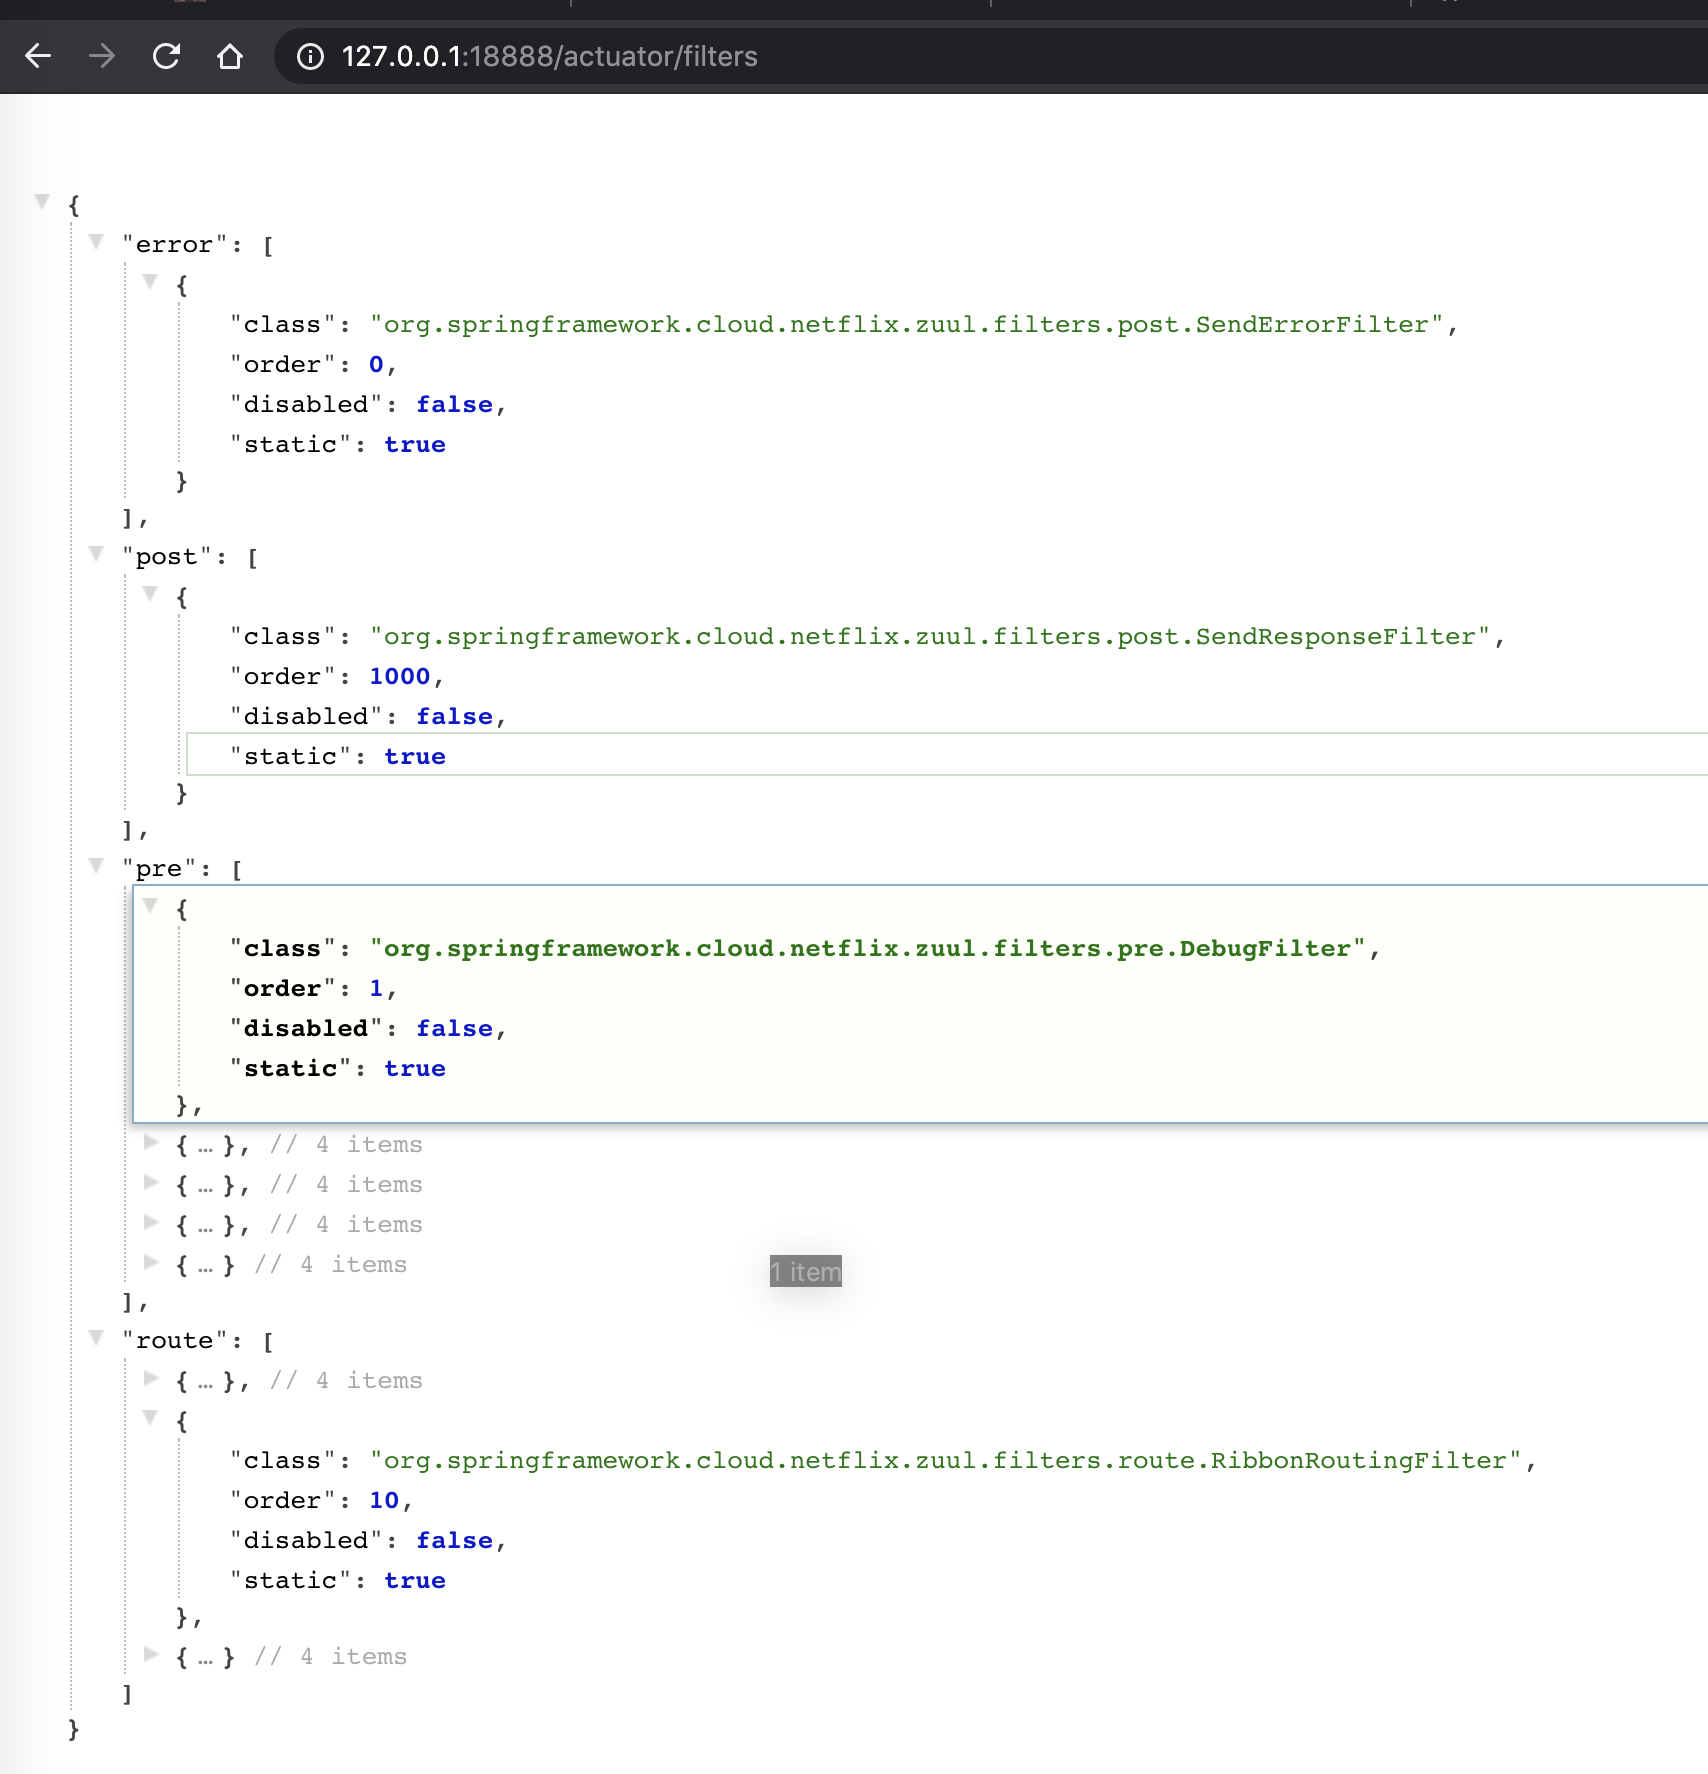 127.0.0.1:18888/actuator/filters
{
"error": [
{
"class": "org.springframework.cloud.netflix.zuul.filters.post.SendErrorFilter",
"order": 0,
"disabled": false,
"static": true
}
],
"post": [
{
"class": "org.springframework.cloud.netflix.zuul.filters.post.SendResponseFilter",
"order": 1000,
"disabled": false,
"static": true
}
],
"pre": [
{
"class": "org.springframework.cloud.netflix.zuul.filters.pre.DebugFilter",
"order": 1,
"disabled": false,
"static": true
},
{ … }, // 4 items
{ … }, // 4 items
{ … }, // 4 items
{ … } // 4 items
1 item
],
"route": [
{ … }, // 4 items
{
"class": "org.springframework.cloud.netflix.zuul.filters.route.RibbonRoutingFilter",
"order": 10,
"disabled": false,
"static": true
},
{ … } // 4 items
]
}